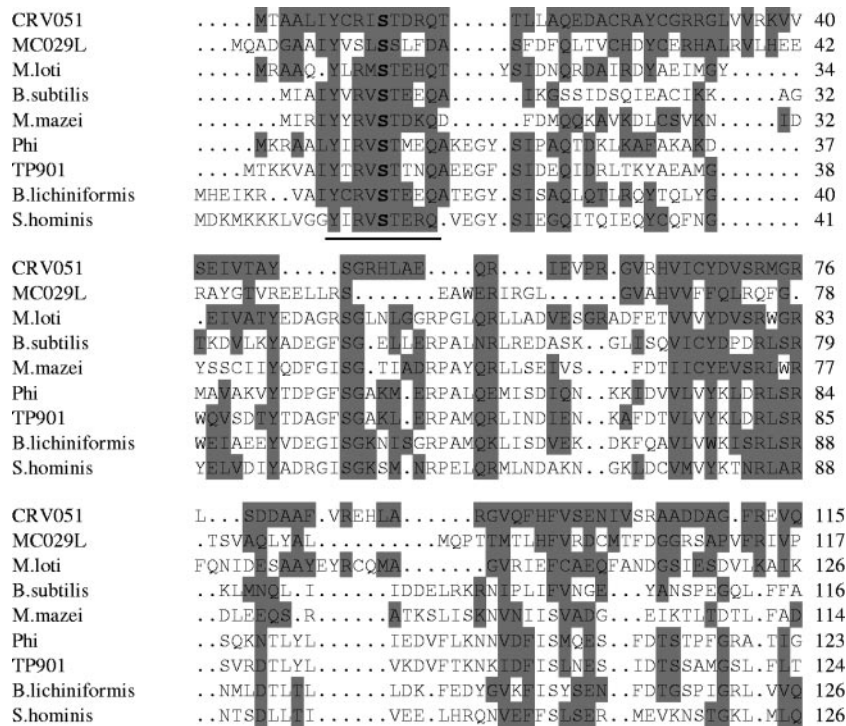 CRV051 ......MTAALIYCRISTDRQT.....TLLAQEDACRAYCGRRGLVVRKVV 40
MC029L ...MQADGAAIYVSLSSLFDA.....SFDFQLTVCHDYCERHALRVLHEE 42
M.loti .....MRAAQ.YLRMSTEHQT....YSIDNQRDAIRDYAEIMGY...... 34
B.subtilis .......MIAIYVRVSTEEQA.....IKGSSIDSQIEACIKK.....AG 32
M.mazei .......MIRIYYRVSTDKQD.....FDMQQKAVKDLCSVKN.....ID 32
Phi .....MKRAALYIRVSTMEQAKEGY.SIPAQTDKLKAFAKAKD....... 37
TP901 ....MTKKVAIYTRVSTTNQAEEGF.SIDEQIDRLTKYAEAMG....... 38
B.lichiniformis MHEIKR..VAIYCRVSTEEQATEGY.SISAQLQTLRQYTQLYG....... 40
S.hominis MDKMKKKLVGGYIRVSTERQ.VEGY.SIEGQITQIEQYCQFNG....... 41
CRV051 SEIVTAY.....SGRHLAE....QR....IEVPR.GVRHVICYDVSRMGR 76
MC029L RAYGTVREELLRS.......EAWERIRGL.....GVAHVVFFQLRQFG. 78
M.loti .EIVATYEDAGRSGLNLGGRPGLQRLLADVESGRADFETVVVYDVSRWGR 83
B.subtilis TKDVLKYADEGFSG.ELLERPALNRLREDASK..GLISQVICYDPDRLSR 79
M.mazei YSSCIIYQDFGISG.TIADRPAYQRLLSEIVS...FDTIICYEVSRLWR 77
Phi MAVAKVYTDPGFSGAKM.ERPALQEMISDIQN..KKIDVVLVYKLDRLSR 84
TP901 WQVSDTYTDAGFSGAKL.ERPAMQRLINDIEN..KAFDTVLVYKLDRLSR 85
B.lichiniformis WEIAEEYVDEGISGKNISGRPAMQKLISDVEK..DKFQAVLVWKISRLSR 88
S.hominis YELVDIYADRGISGKSM.NRPELQRMLNDAKN..GKLDCVMVYKTNRLAR 88
CRV051 L...SDDAAAF.VREHLA......RGVQFHFVSENIVSRAADDAG.FREVQ 115
MC029L .TSVAQLYAL........MQPTTMTLHFVRDCMTFDGGRSAPVFRIVP 117
M.loti FQNIDESAAYEYRCQMA.......GVRIEFCAEQFANDGSIESDVLKAIK 126
B.subtilis ..KLMNQL.I......IDDELRKRNIPLIFVNGE...YANSPEGQL.FFA 116
M.mazei ..DLEEQS.R......ATKSLISKNVNIISVADG...EIKTLTDTL.FAD 114
Phi ..SQKNTLYL......IEDVFLKNNVDFISMQES...FDTSTPFGRA.TIG 123
TP901 ..SVRDTLYL......VKDVFTKNKIDFISLNES...IDTSSAMGSL.FLT 124
B.lichiniformis ..NMLDTLTL......LDK.FEDYGVKFISYSEN...FDTGSPIGRL.VVQ 126
S.hominis ..NTSDLLTI......VEE.LHRQNVEFFSLSER...MEVKNSTGKL.MLQ 126